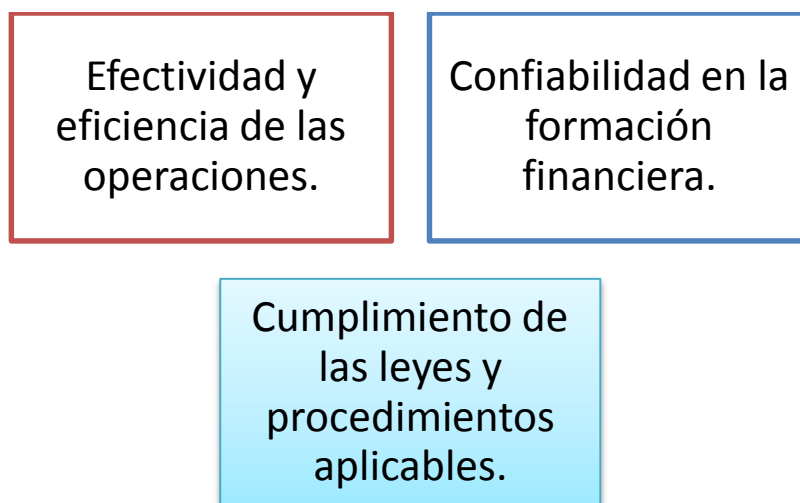 Efectividad y
eficiencia de las
operaciones.
Confiabilidad en la
formación
financiera.
Cumplimiento de
las leyes y
procedimientos
aplicables.